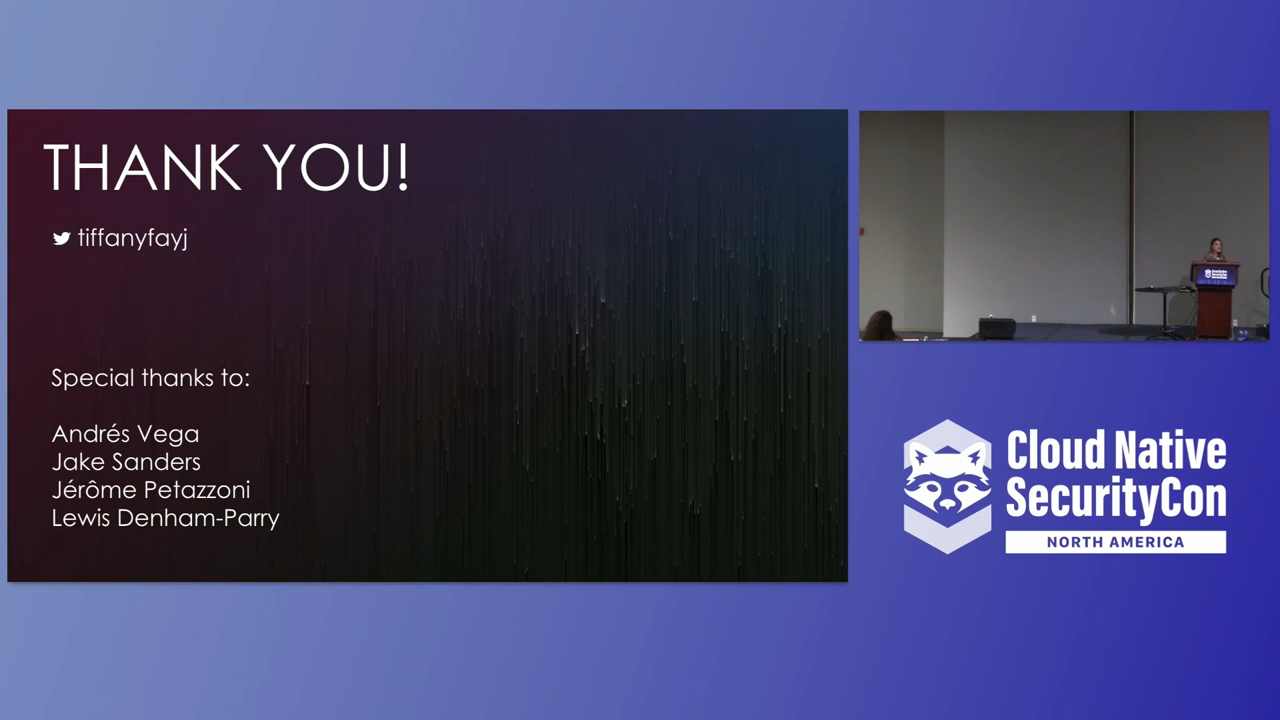 THANK YOU!
tiffanyfayj
Special thanks to:
Andrés Vega
Jake Sanders
Jérôme Petazzoni
Lewis Denham-Parry
Cloud Native
SecurityCon
NORTH AMERICA